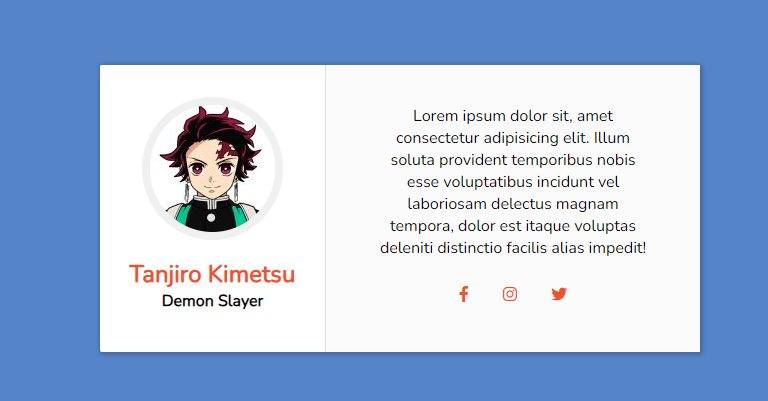 Tanjiro Kimetsu
Demon Slayer
Lorem ipsum dolor sit, amet
consectetur adipisicing elit. Illum
soluta provident temporibus nobis
esse voluptatibus incidunt vel
laboriosam delectus magnam
tempora, dolor est itaque voluptas
deleniti distinctio facilis alias impedit!